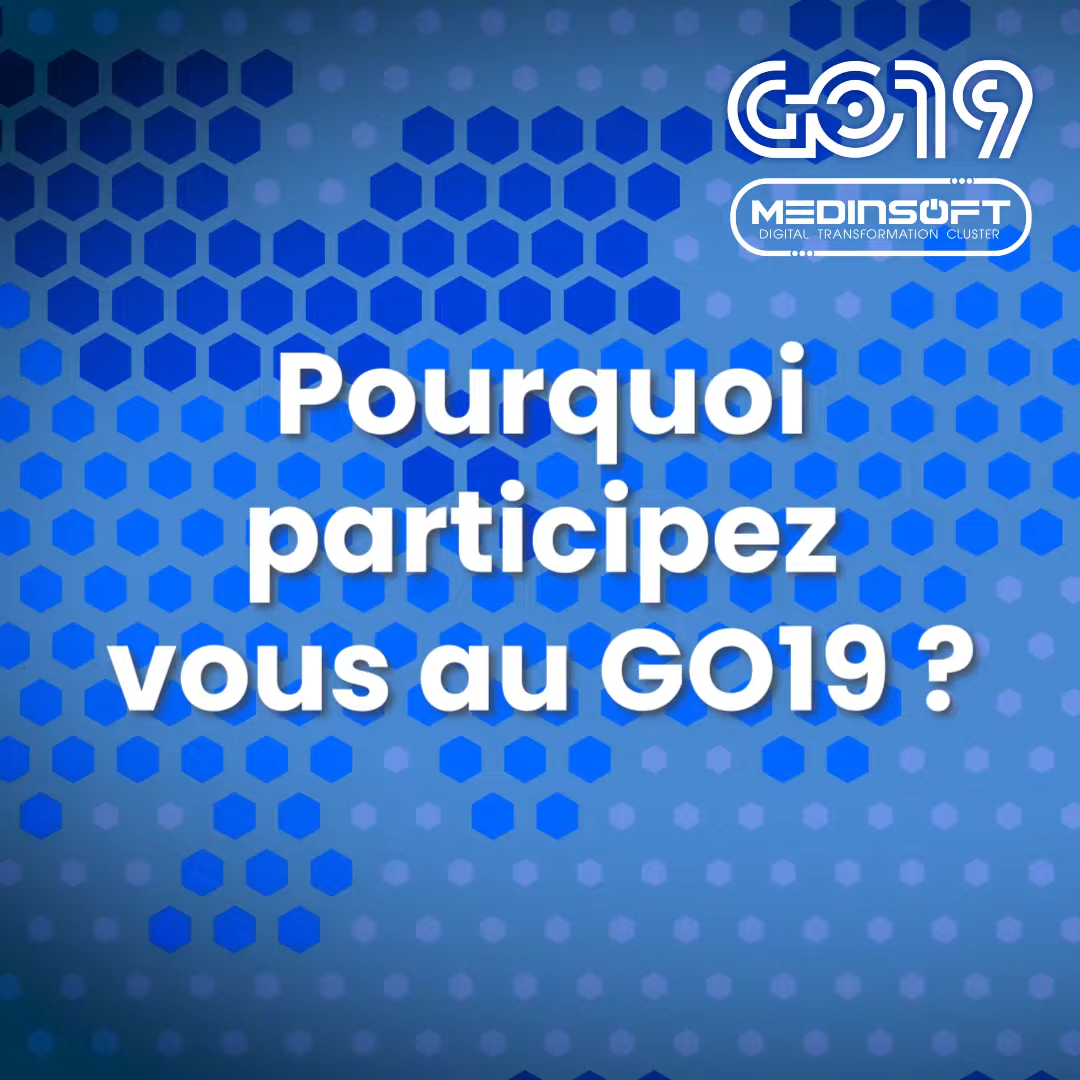 GO19
MEDINSOFT
DIGITAL TRANSFORMATION CLUSTER
Pourquoi
participez
vous au GO19 ?